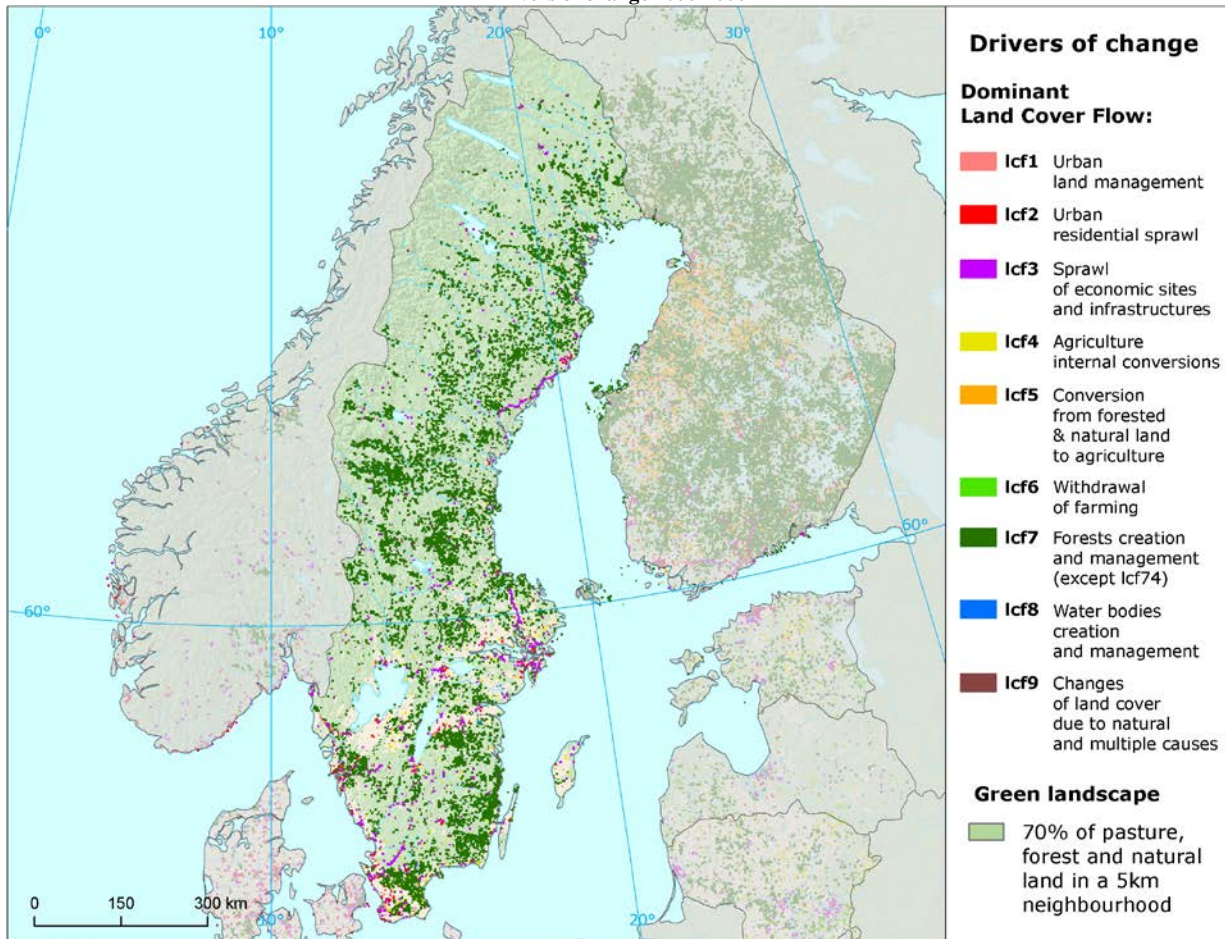 0°
10°
20°
30°
60°
60°
10°
20°
0 150 300 km
Drivers of change
Dominant
Land Cover Flow:
lcf1 Urban
land management
lcf2 Urban
residential sprawl
lcf3 Sprawl
of economic sites
and infrastructures
lcf4 Agriculture
internal conversions
lcf5 Conversion
from forested
& natural land
to agriculture
lcf6 Withdrawal
of farming
lcf7 Forests creation
and management
(except lcf74)
lcf8 Water bodies
creation
and management
lcf9 Changes
of land cover
due to natural
and multiple causes
Green landscape
70% of pasture,
forest and natural
land in a 5km
neighbourhood